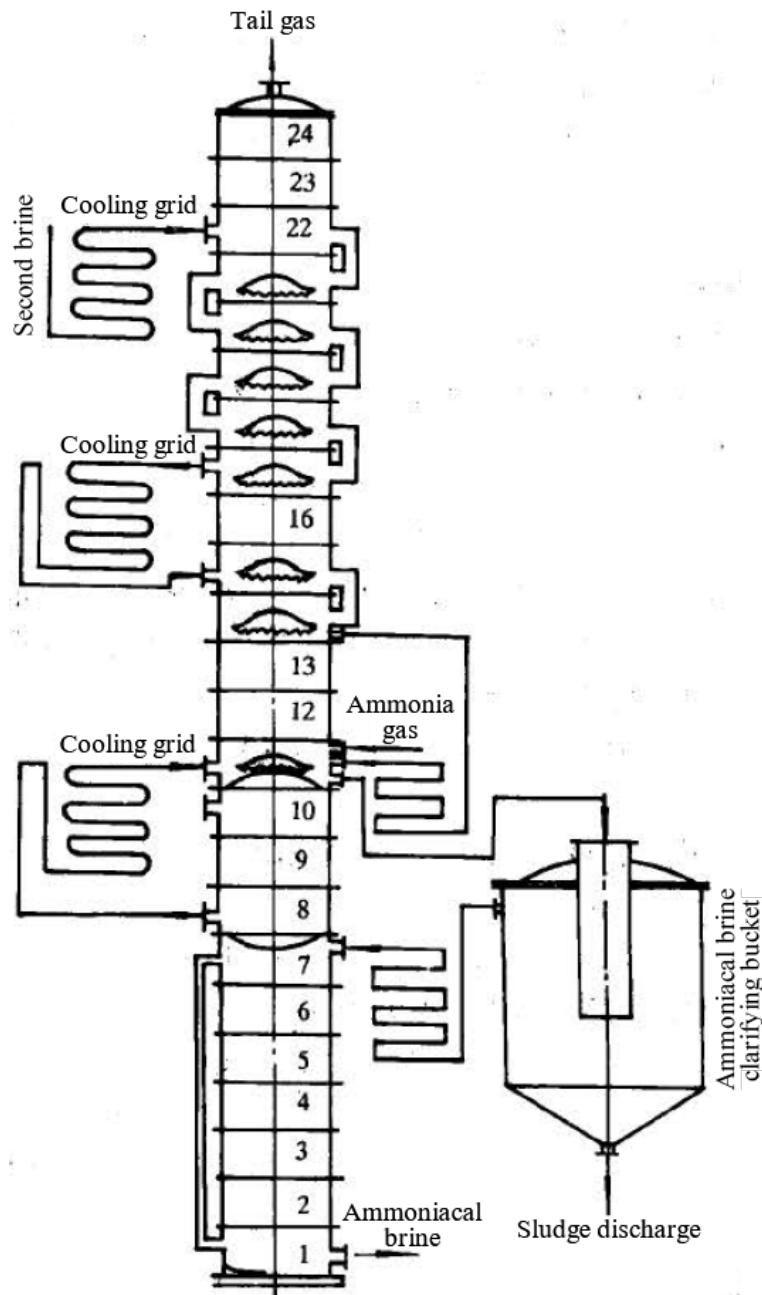 Tail gas
24
23
Cooling grid
22
Second brine
Cooling grid
16
13
Ammonia
gas
12
Cooling grid
10
9
8
7
Ammoniacal brine
clarifying bucket
6
5
4
3
2
Ammoniacal
brine
Sludge discharge
1